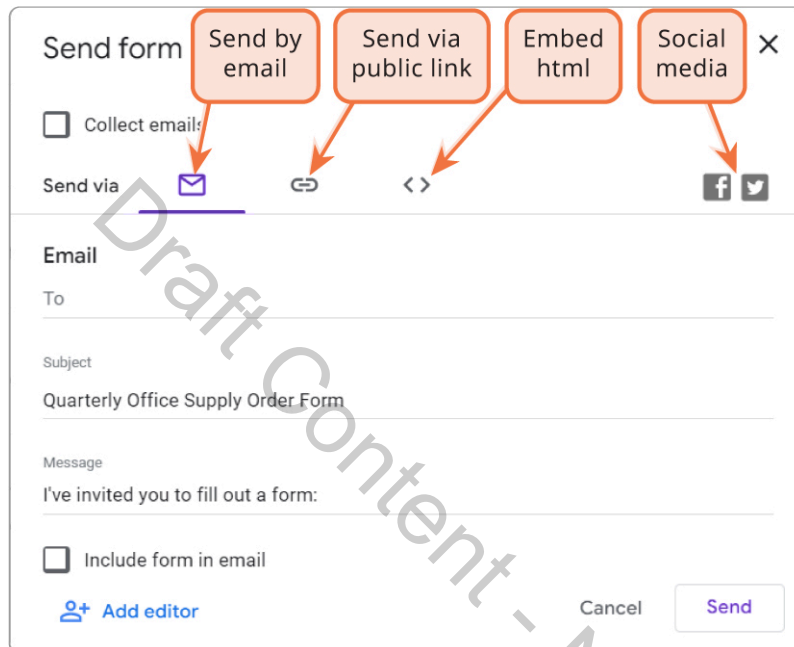 Send form
Send by
email
Send via
public link
Embed
html
Social
media
Collect emails
Send via
Email
To
Subject
Quarterly Office Supply Order Form
Message
I've invited you to fill out a form:
Include form in email
Add editor
Cancel
Send
Draft Content -